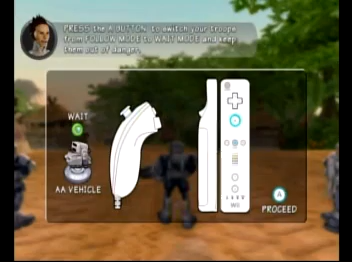 PRESS the A BUTTON to switch your troops
from FOLLOW MODE to WAIT MODE and keep
them out of danger.
WAIT
AA VEHICLE
A
PROCEED
Wii